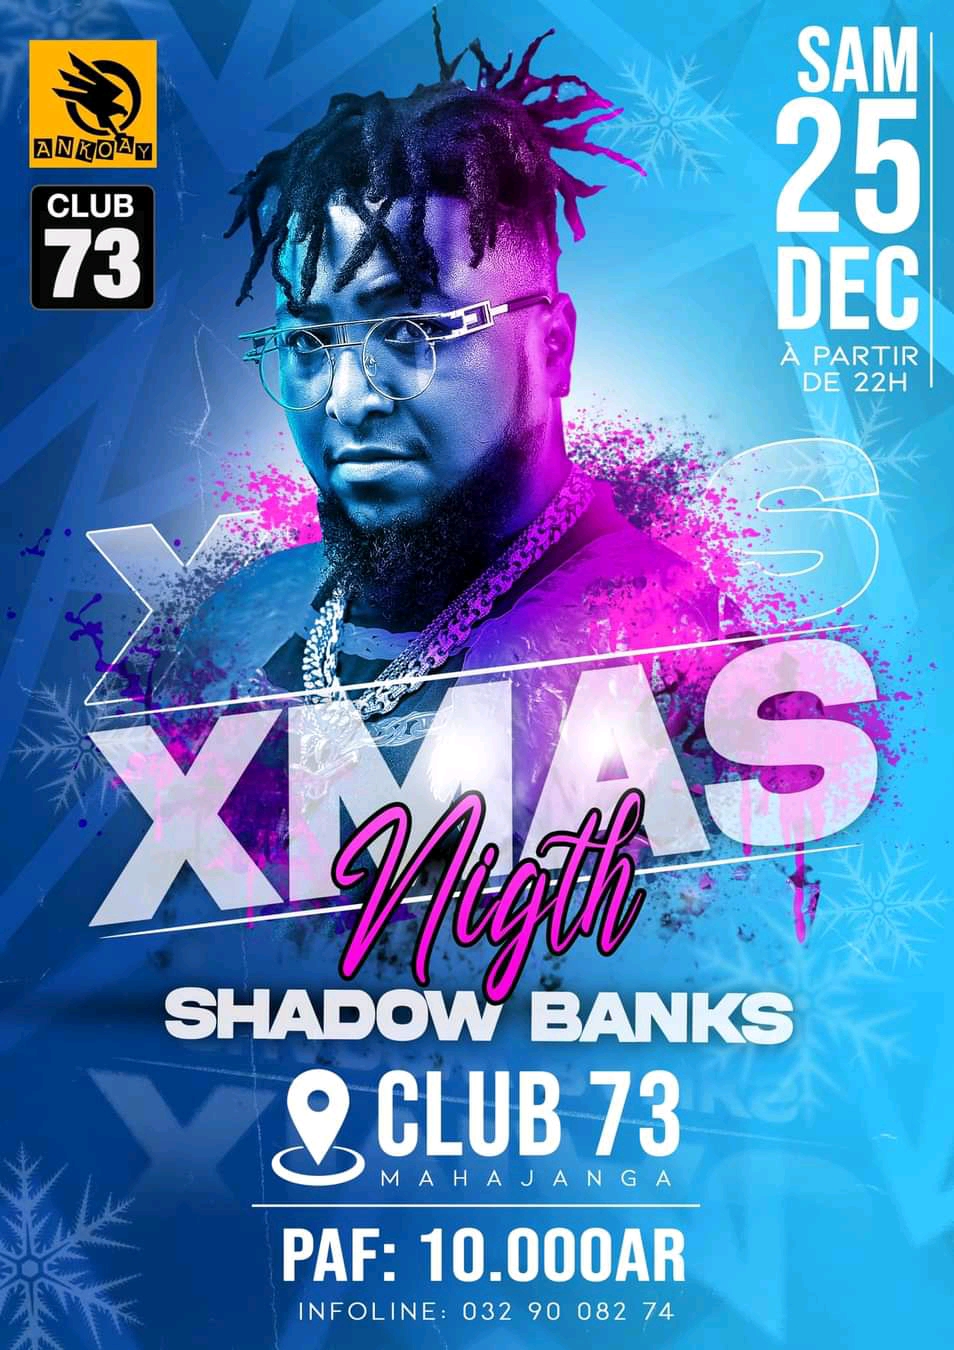 ANKOAY
CLUB
73
SAM
25
DEC
À PARTIR
DE 22H
X S
XMAS
Nigth
SHADOW BANKS
CLUB 73
MAHAJANGA
PAF: 10.000AR
INFOLINE: 032 90 082 74